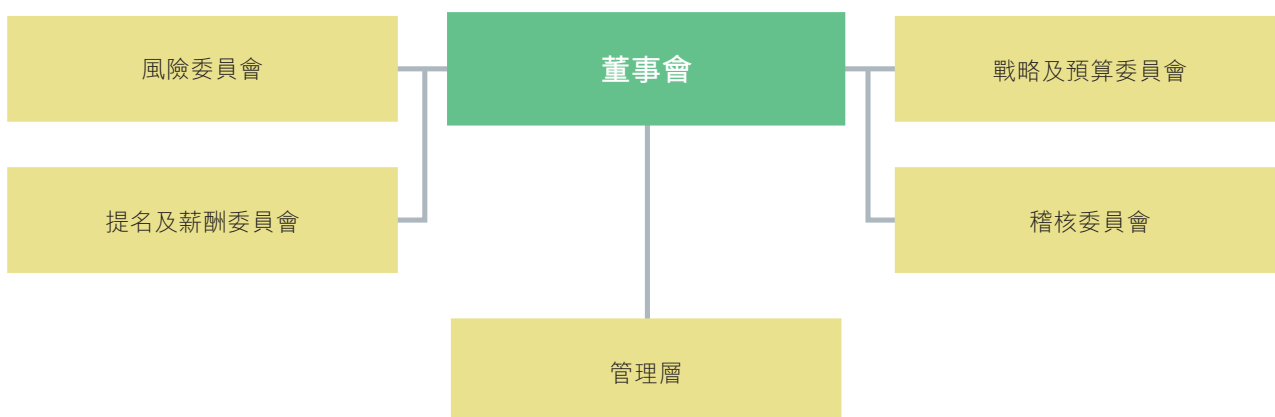 風險委員會
董事會
戰略及預算委員會
提名及薪酬委員會
稽核委員會
管理層